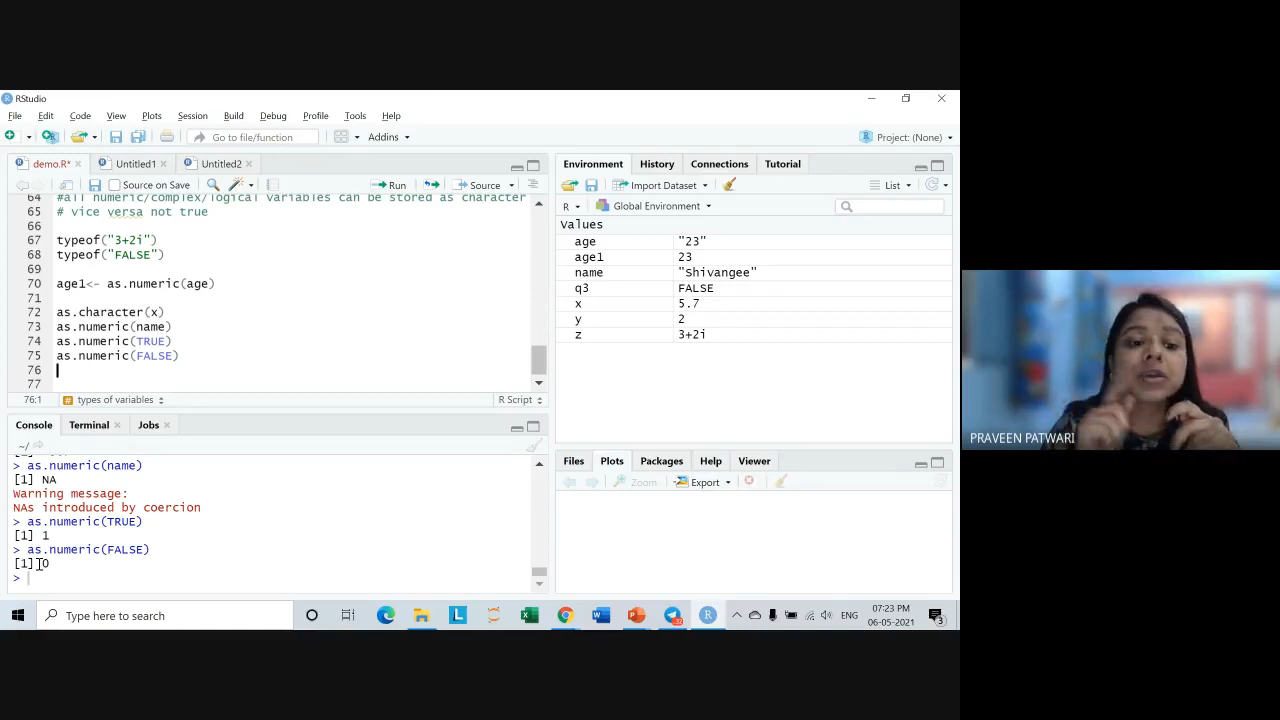 RStudio
File Edit Code View Plots Session Build Debug Profile Tools Help
Go to file/function Addins Project: (None)
demo.R* Untitled1 Untitled2
Source on Save Run Source
64 #all numeric/complex/logical variables can be stored as character
65 # vice versa not true
66
67 typeof("3+2i")
68 typeof("FALSE")
69
70 age1<- as.numeric(age)
71
72 as.character(x)
73 as.numeric(name)
74 as.numeric(TRUE)
75 as.numeric(FALSE)
76
77
76:1 # types of variables R Script
Console Terminal Jobs
~/
> as.numeric(name)
[1] NA
Warning message:
NAs introduced by coercion
> as.numeric(TRUE)
[1] 1
> as.numeric(FALSE)
[1] 0
>
Environment History Connections Tutorial
Import Dataset List
R Global Environment
Values
age "23"
age1 23
name "Shivangee"
q3 FALSE
x 5.7
y 2
z 3+2i
Files Plots Packages Help Viewer
Zoom Export
PRAVEEN PATWARI
Type here to search
ENG
07:23 PM
06-05-2021
3